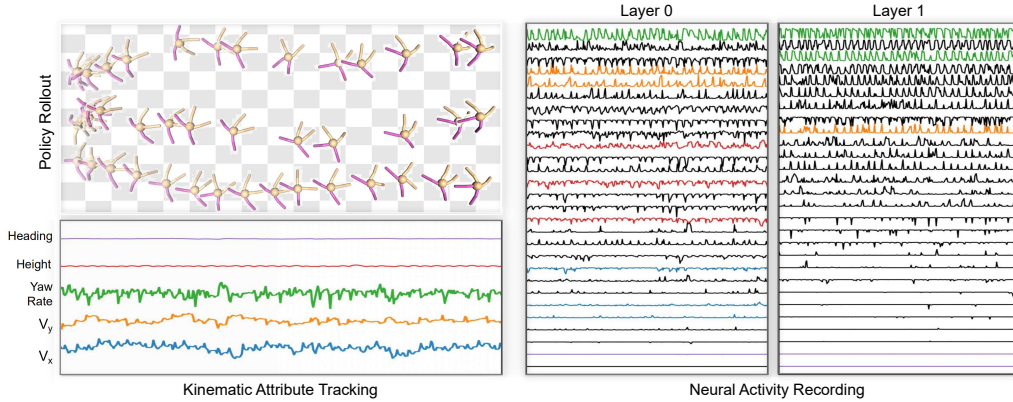 Layer 0
Layer 1
Policy Rollout
Heading
Height
Yaw
Rate
Vy
Vx
Kinematic Attribute Tracking
Neural Activity Recording